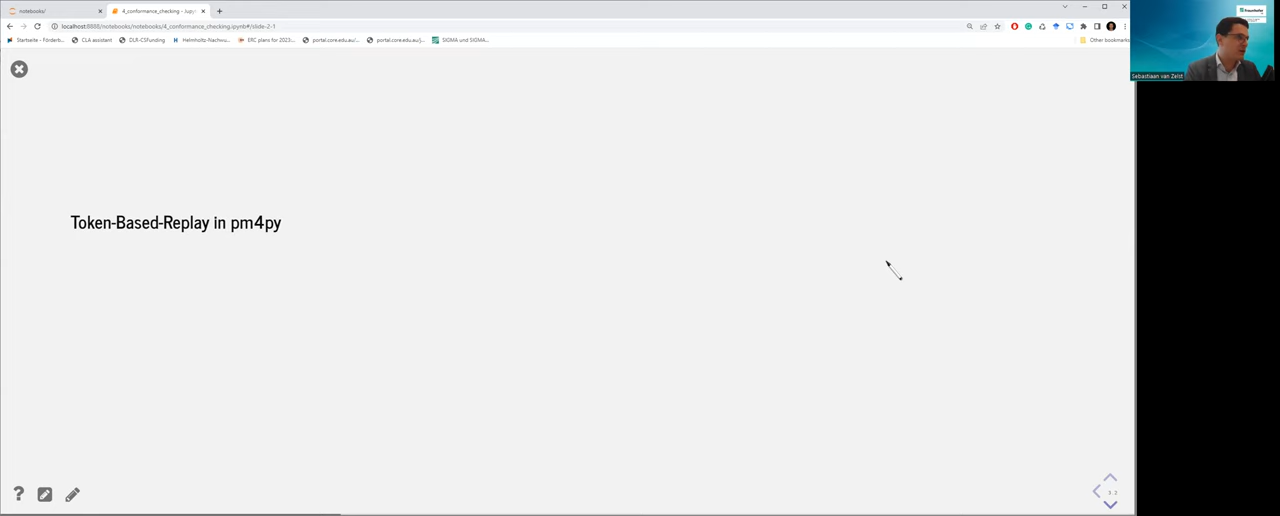 notebooks/
4_conformance_checking - Jupyt
localhost:8888/notebooks/notebooks/4_conformance_checking.ipynb#/slide-2-1
Startseite - Förderb...
CLA assistant
DLR-CSFunding
Helmholtz-Nachwu...
ERC plans for 2023:...
portal.core.edu.au/...
portal.core.edu.au/j...
SIGMA und SIGMA...
Other bookmarks
Fraunhofer
Sebastiaan van Zelst
Token-Based-Replay in pm4py
?